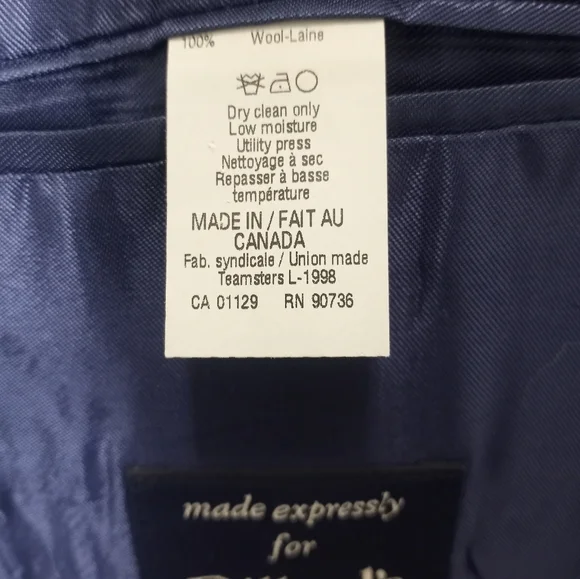 100% Wool-Laine
Dry clean only
Low moisture
Utility press
Nettoyage à sec
Repasser à basse
température
MADE IN / FAIT AU
CANADA
Fab. syndicale / Union made
Teamsters L-1998
CA 01129 RN 90736
made expressly
for